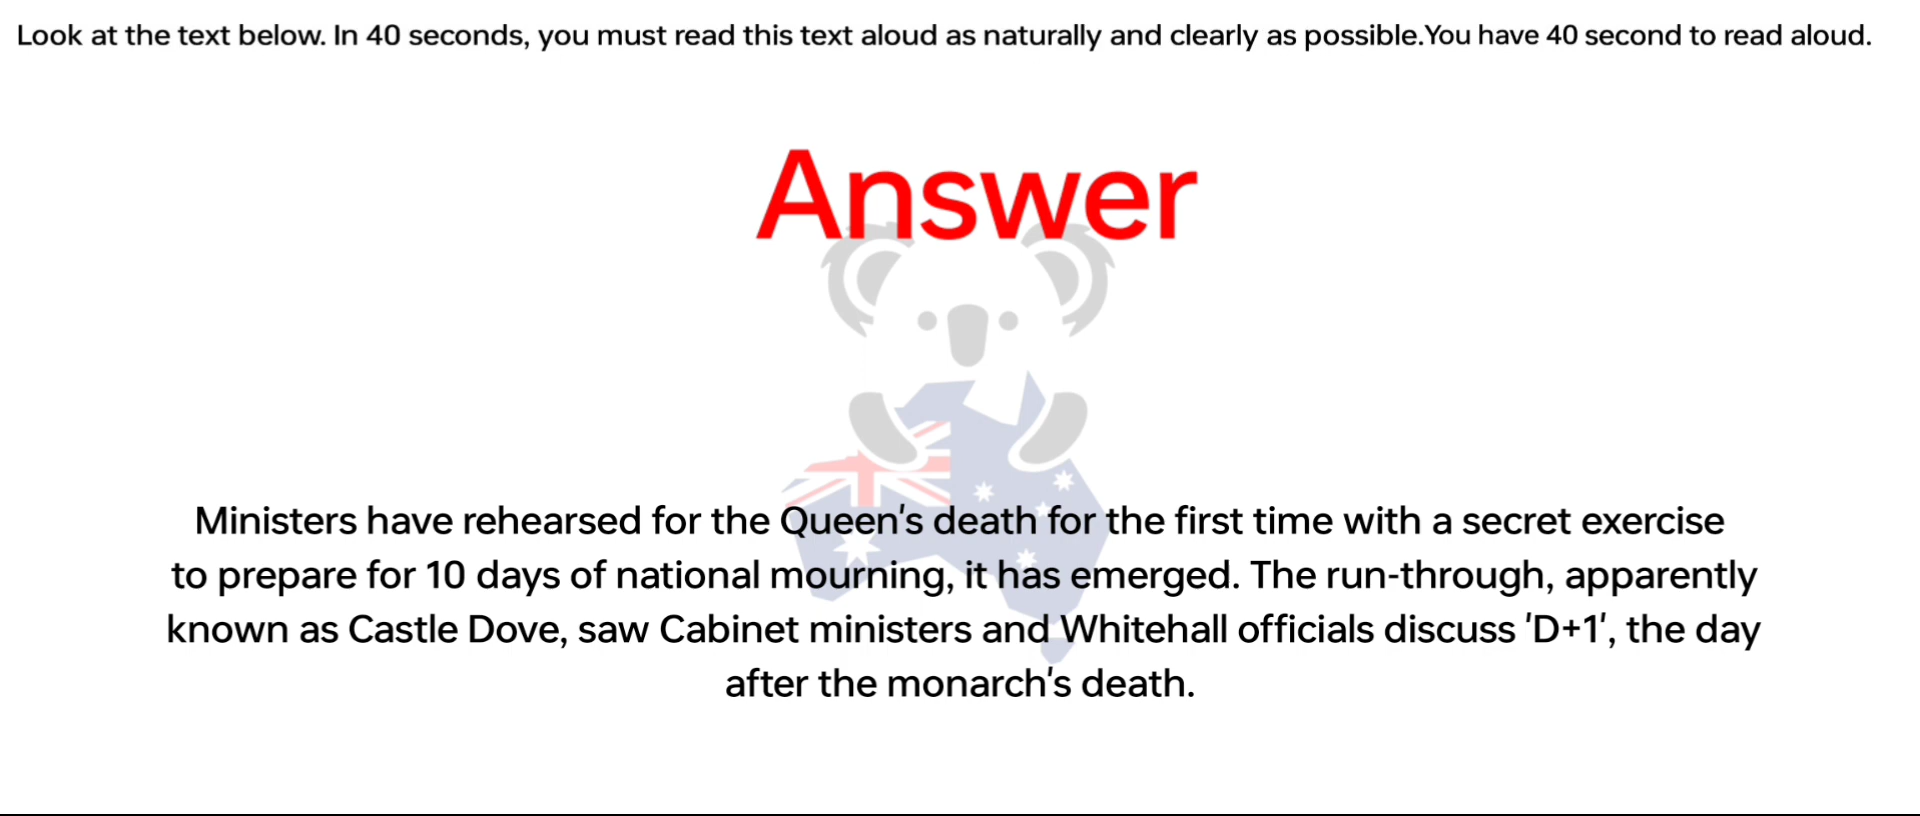 Look at the text below. In 40 seconds, you must read this text aloud as naturally and clearly as possible.You have 40 second to read aloud.
Answer
Ministers have rehearsed for the Queen's death for the first time with a secret exercise
to prepare for 10 days of national mourning, it has emerged. The run-through, apparently
known as Castle Dove, saw Cabinet ministers and Whitehall officials discuss 'D+1', the day
after the monarch's death.